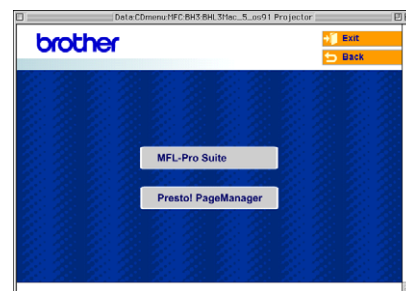 Data:CDmenu:MFC:BH3:BHL3Mac_5_os91 Projector
brother
Exit
Back
MFL-Pro Suite
Presto! PageManager